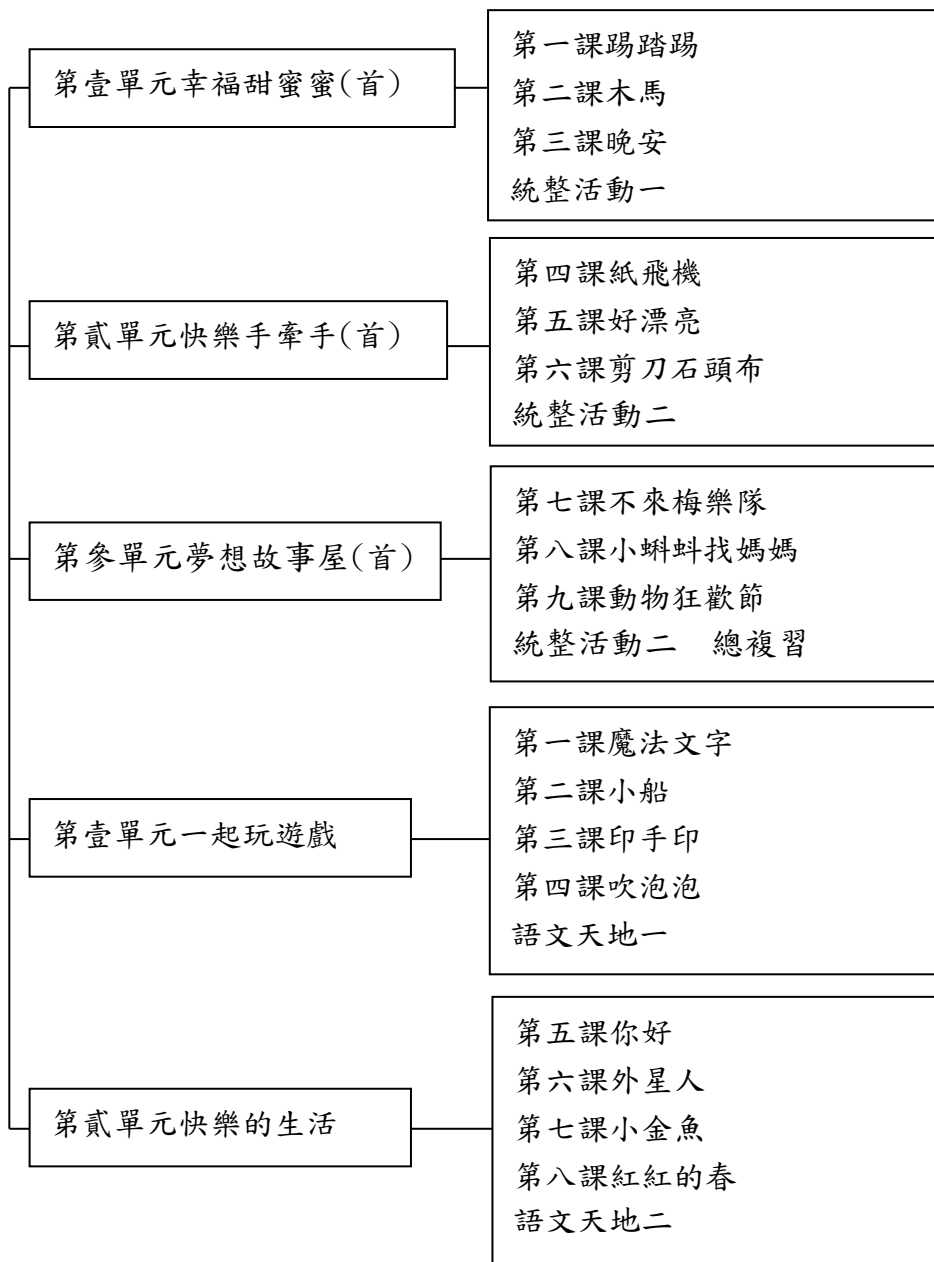 第壹單元幸福甜蜜蜜(首)
第一課踢踏踢
第二課木馬
第三課晚安
統整活動一
第貳單元快樂手牽手(首)
第四課紙飛機
第五課好漂亮
第六課剪刀石頭布
統整活動二
第參單元夢想故事屋(首)
第七課不來梅樂隊
第八課小蝌蚪找媽媽
第九課動物狂歡節
統整活動二 總複習
第壹單元一起玩遊戲
第一課魔法文字
第二課小船
第三課印手印
第四課吹泡泡
語文天地一
第貳單元快樂的生活
第五課你好
第六課外星人
第七課小金魚
第八課紅紅的春
語文天地二